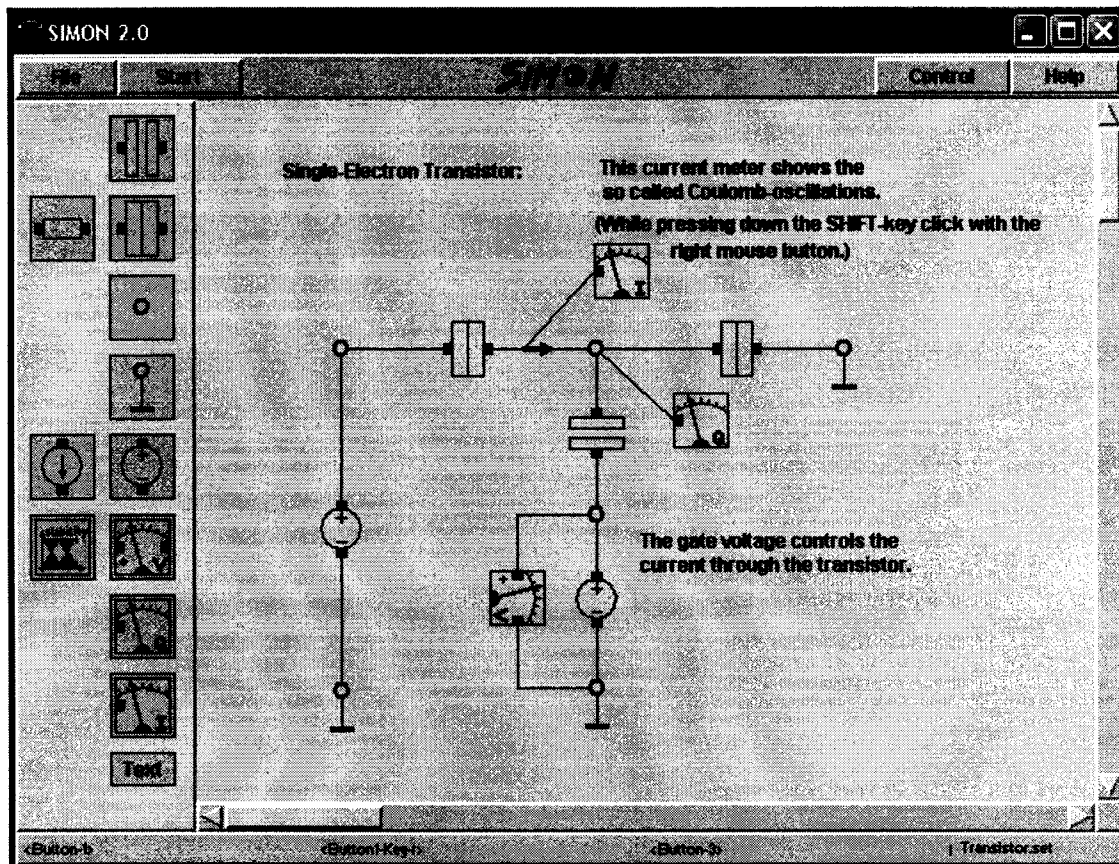 SIMON 2.0
File Start SIMON Control Help
Single-Electron Transistor:
This current meter shows the
so called Coulomb-oscillations.
(While pressing down the SHIFT-key click with the
right mouse button.)
I
Q
The gate voltage controls the
current through the transistor.
V
V
Q
I
Text
<Button-1> <Button1-Key-r> <Button-3> Transistor.set